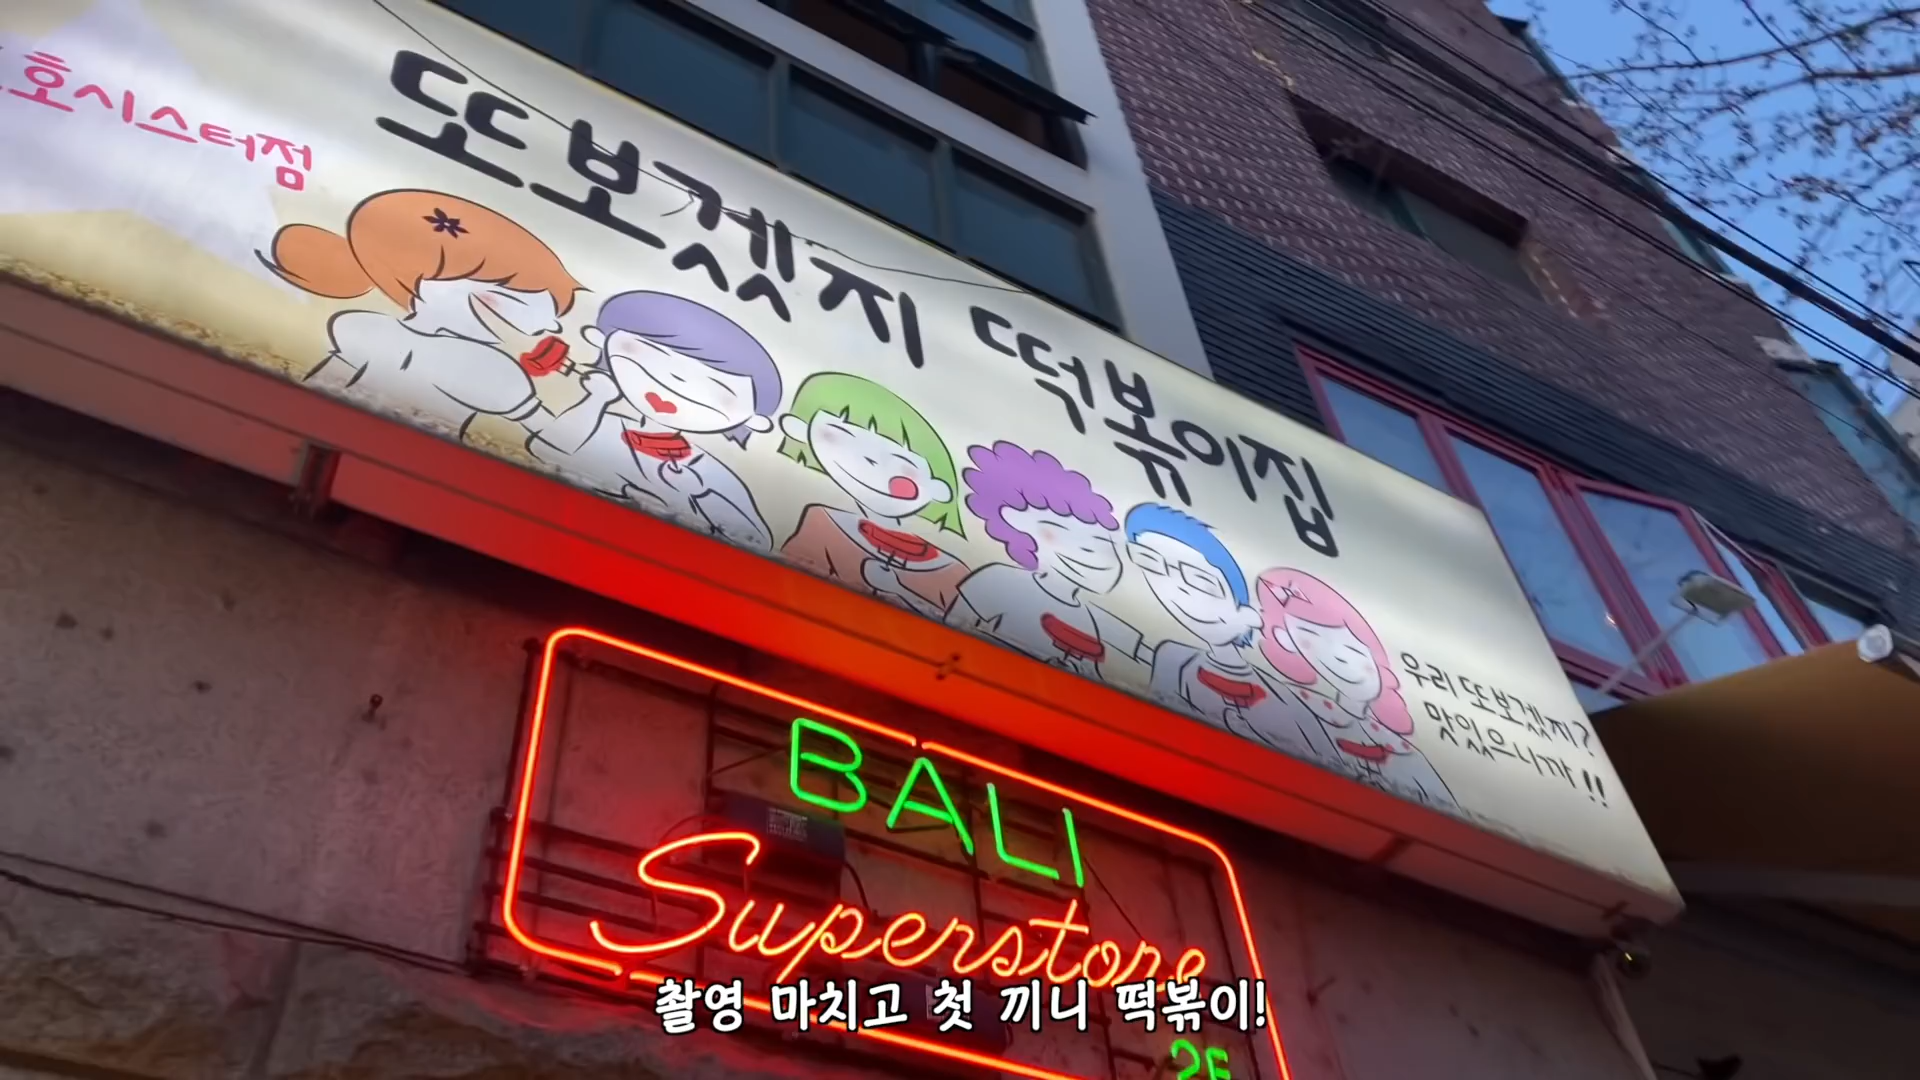 호시스터점
또보겠지 떡볶이집
우리 또보겠지?
맛있으니까!!
BALI
Superstore
2F
촬영 마치고 첫 끼니 떡볶이!